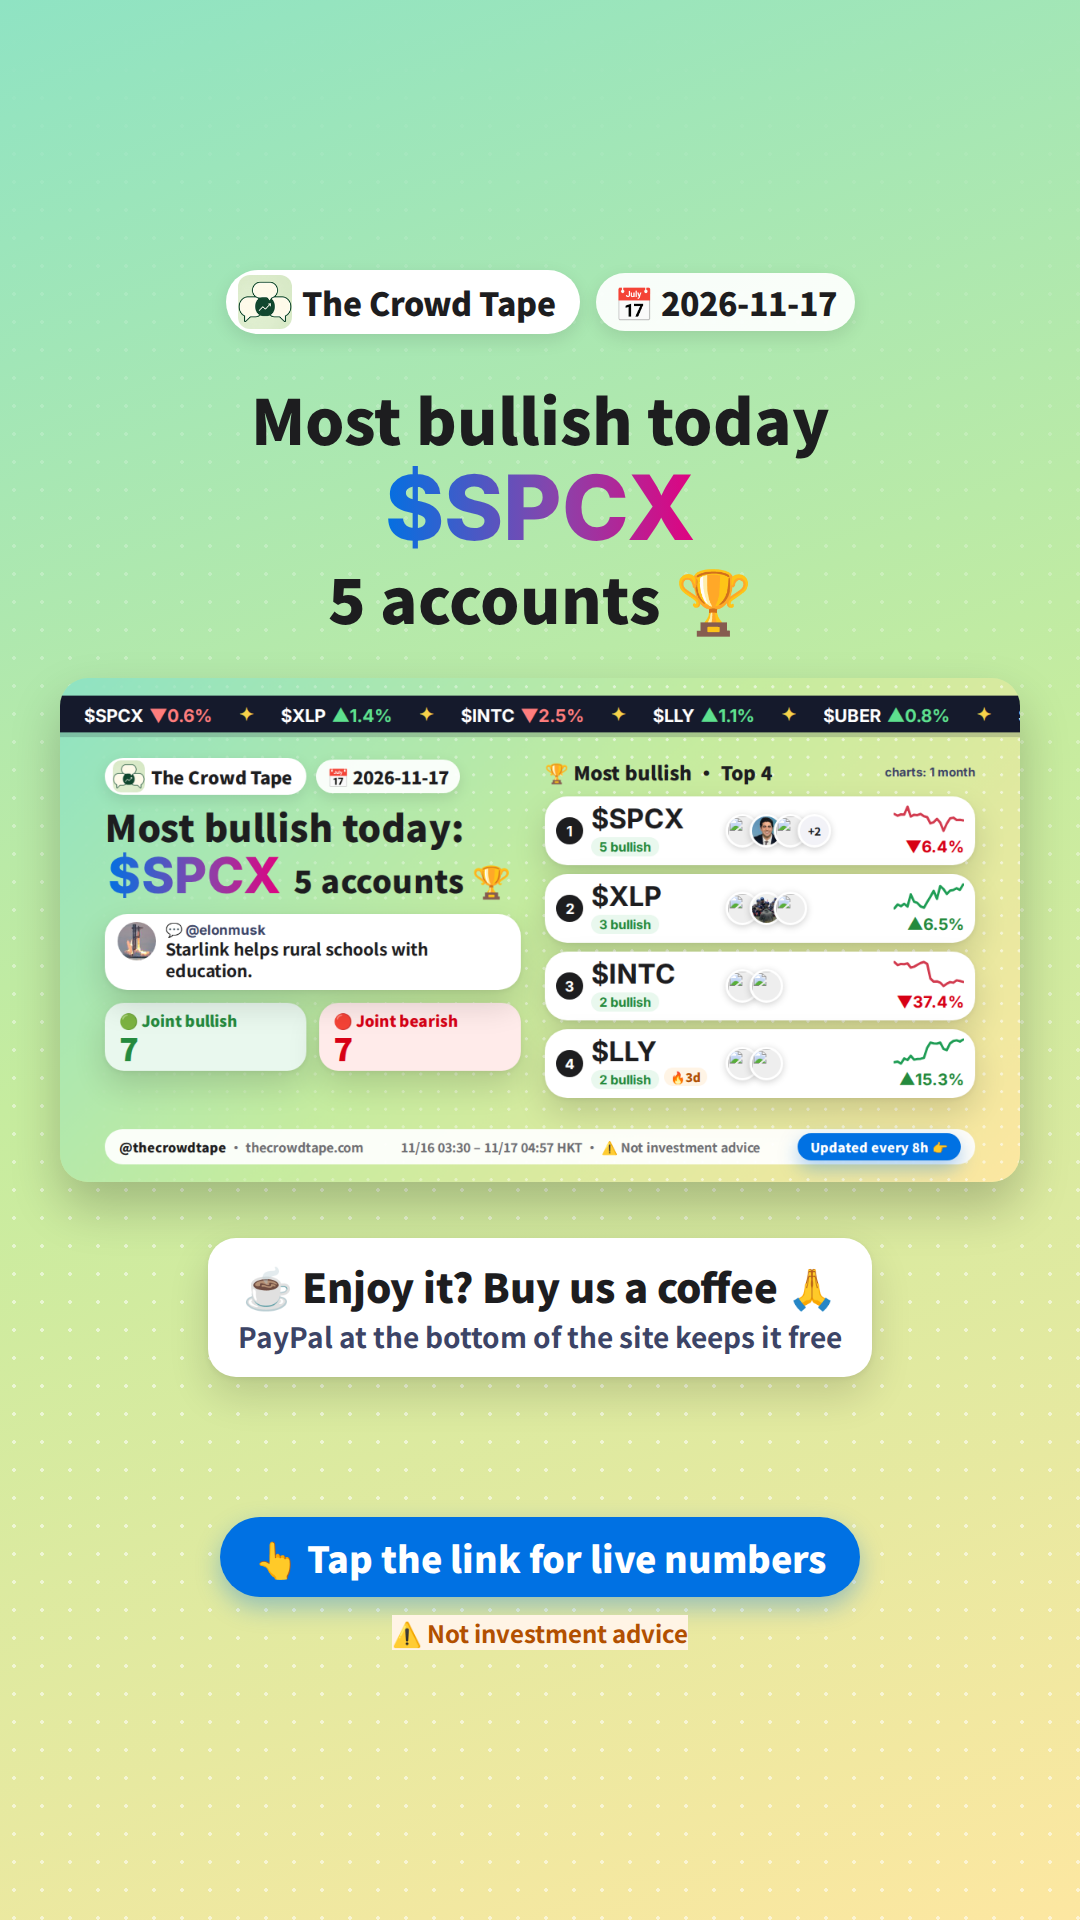 The Crowd Tape
📅 2026-11-17
Most bullish today
$SPCX
5 accounts 🏆
$SPCX ▼0.6% ✦ $XLP ▲1.4% ✦ $INTC ▼2.5% ✦ $LLY ▲1.1% ✦ $UBER ▲0.8% ✦
The Crowd Tape
📅 2026-11-17
Most bullish today:
$SPCX 5 accounts 🏆
💬 @elonmusk
Starlink helps rural schools with
education.
🟢 Joint bullish
7
🔴 Joint bearish
7
🏆 Most bullish • Top 4
charts: 1 month
1 $SPCX
5 bullish
+2
▼6.4%
2 $XLP
3 bullish
▲6.5%
3 $INTC
2 bullish
▼37.4%
4 $LLY
2 bullish 🔥3d
▲15.3%
@thecrowdtape • thecrowdtape.com
11/16 03:30 – 11/17 04:57 HKT • ⚠️ Not investment advice
Updated every 8h 👉
☕ Enjoy it? Buy us a coffee 🙏
PayPal at the bottom of the site keeps it free
👆 Tap the link for live numbers
⚠️ Not investment advice